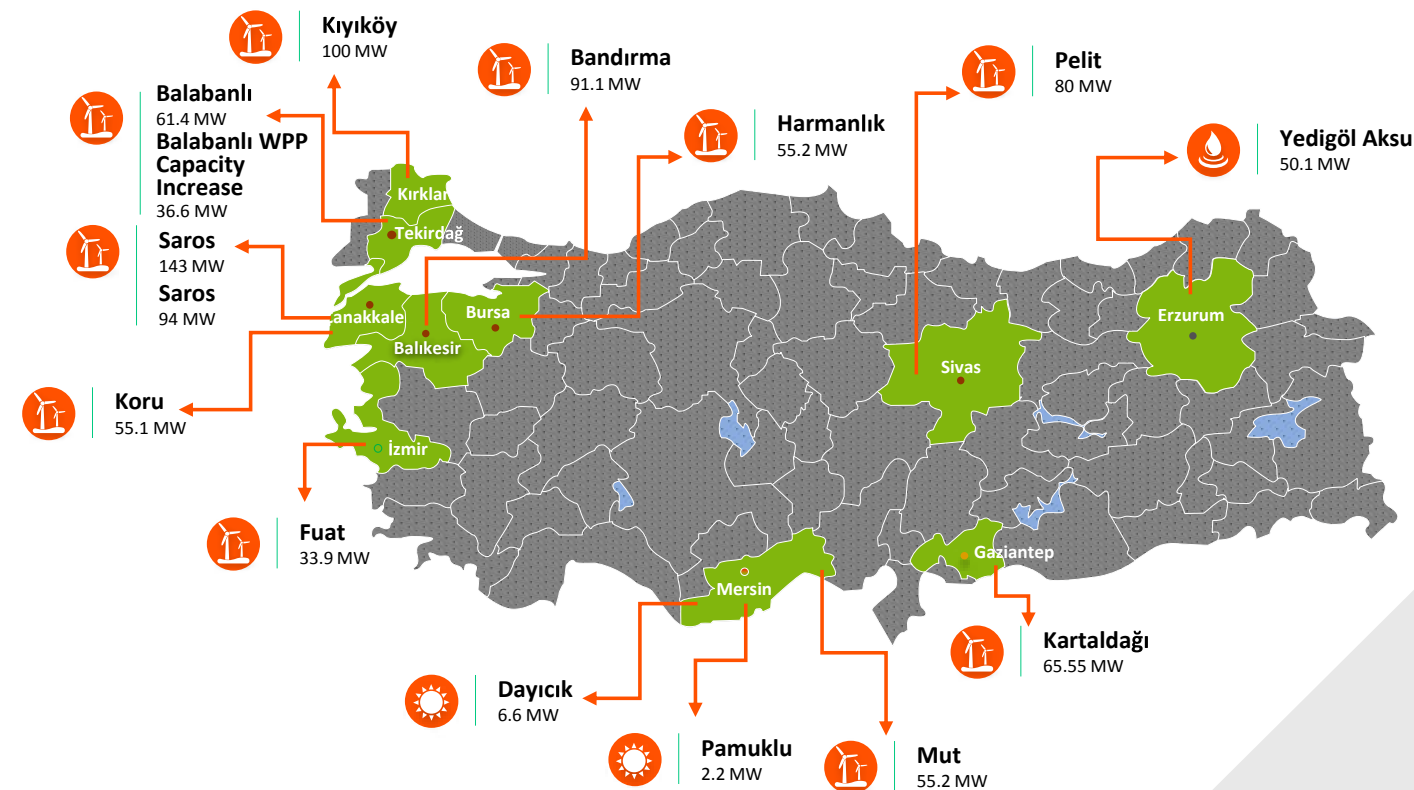 Kıyıköy
100 MW
Bandırma
91.1 MW
Pelit
80 MW
Balabanlı
61.4 MW
Balabanlı WPP
Capacity
Increase
36.6 MW
Harmanlık
55.2 MW
Yedigöl Aksu
50.1 MW
Kırklar
Tekirdağ
Saros
143 MW
Saros
94 MW
anakkale
Bursa
Balıkesir
Erzurum
Sivas
Koru
55.1 MW
İzmir
Fuat
33.9 MW
Gaziantep
Mersin
Kartaldağı
65.55 MW
Dayıcık
6.6 MW
Pamuklu
2.2 MW
Mut
55.2 MW